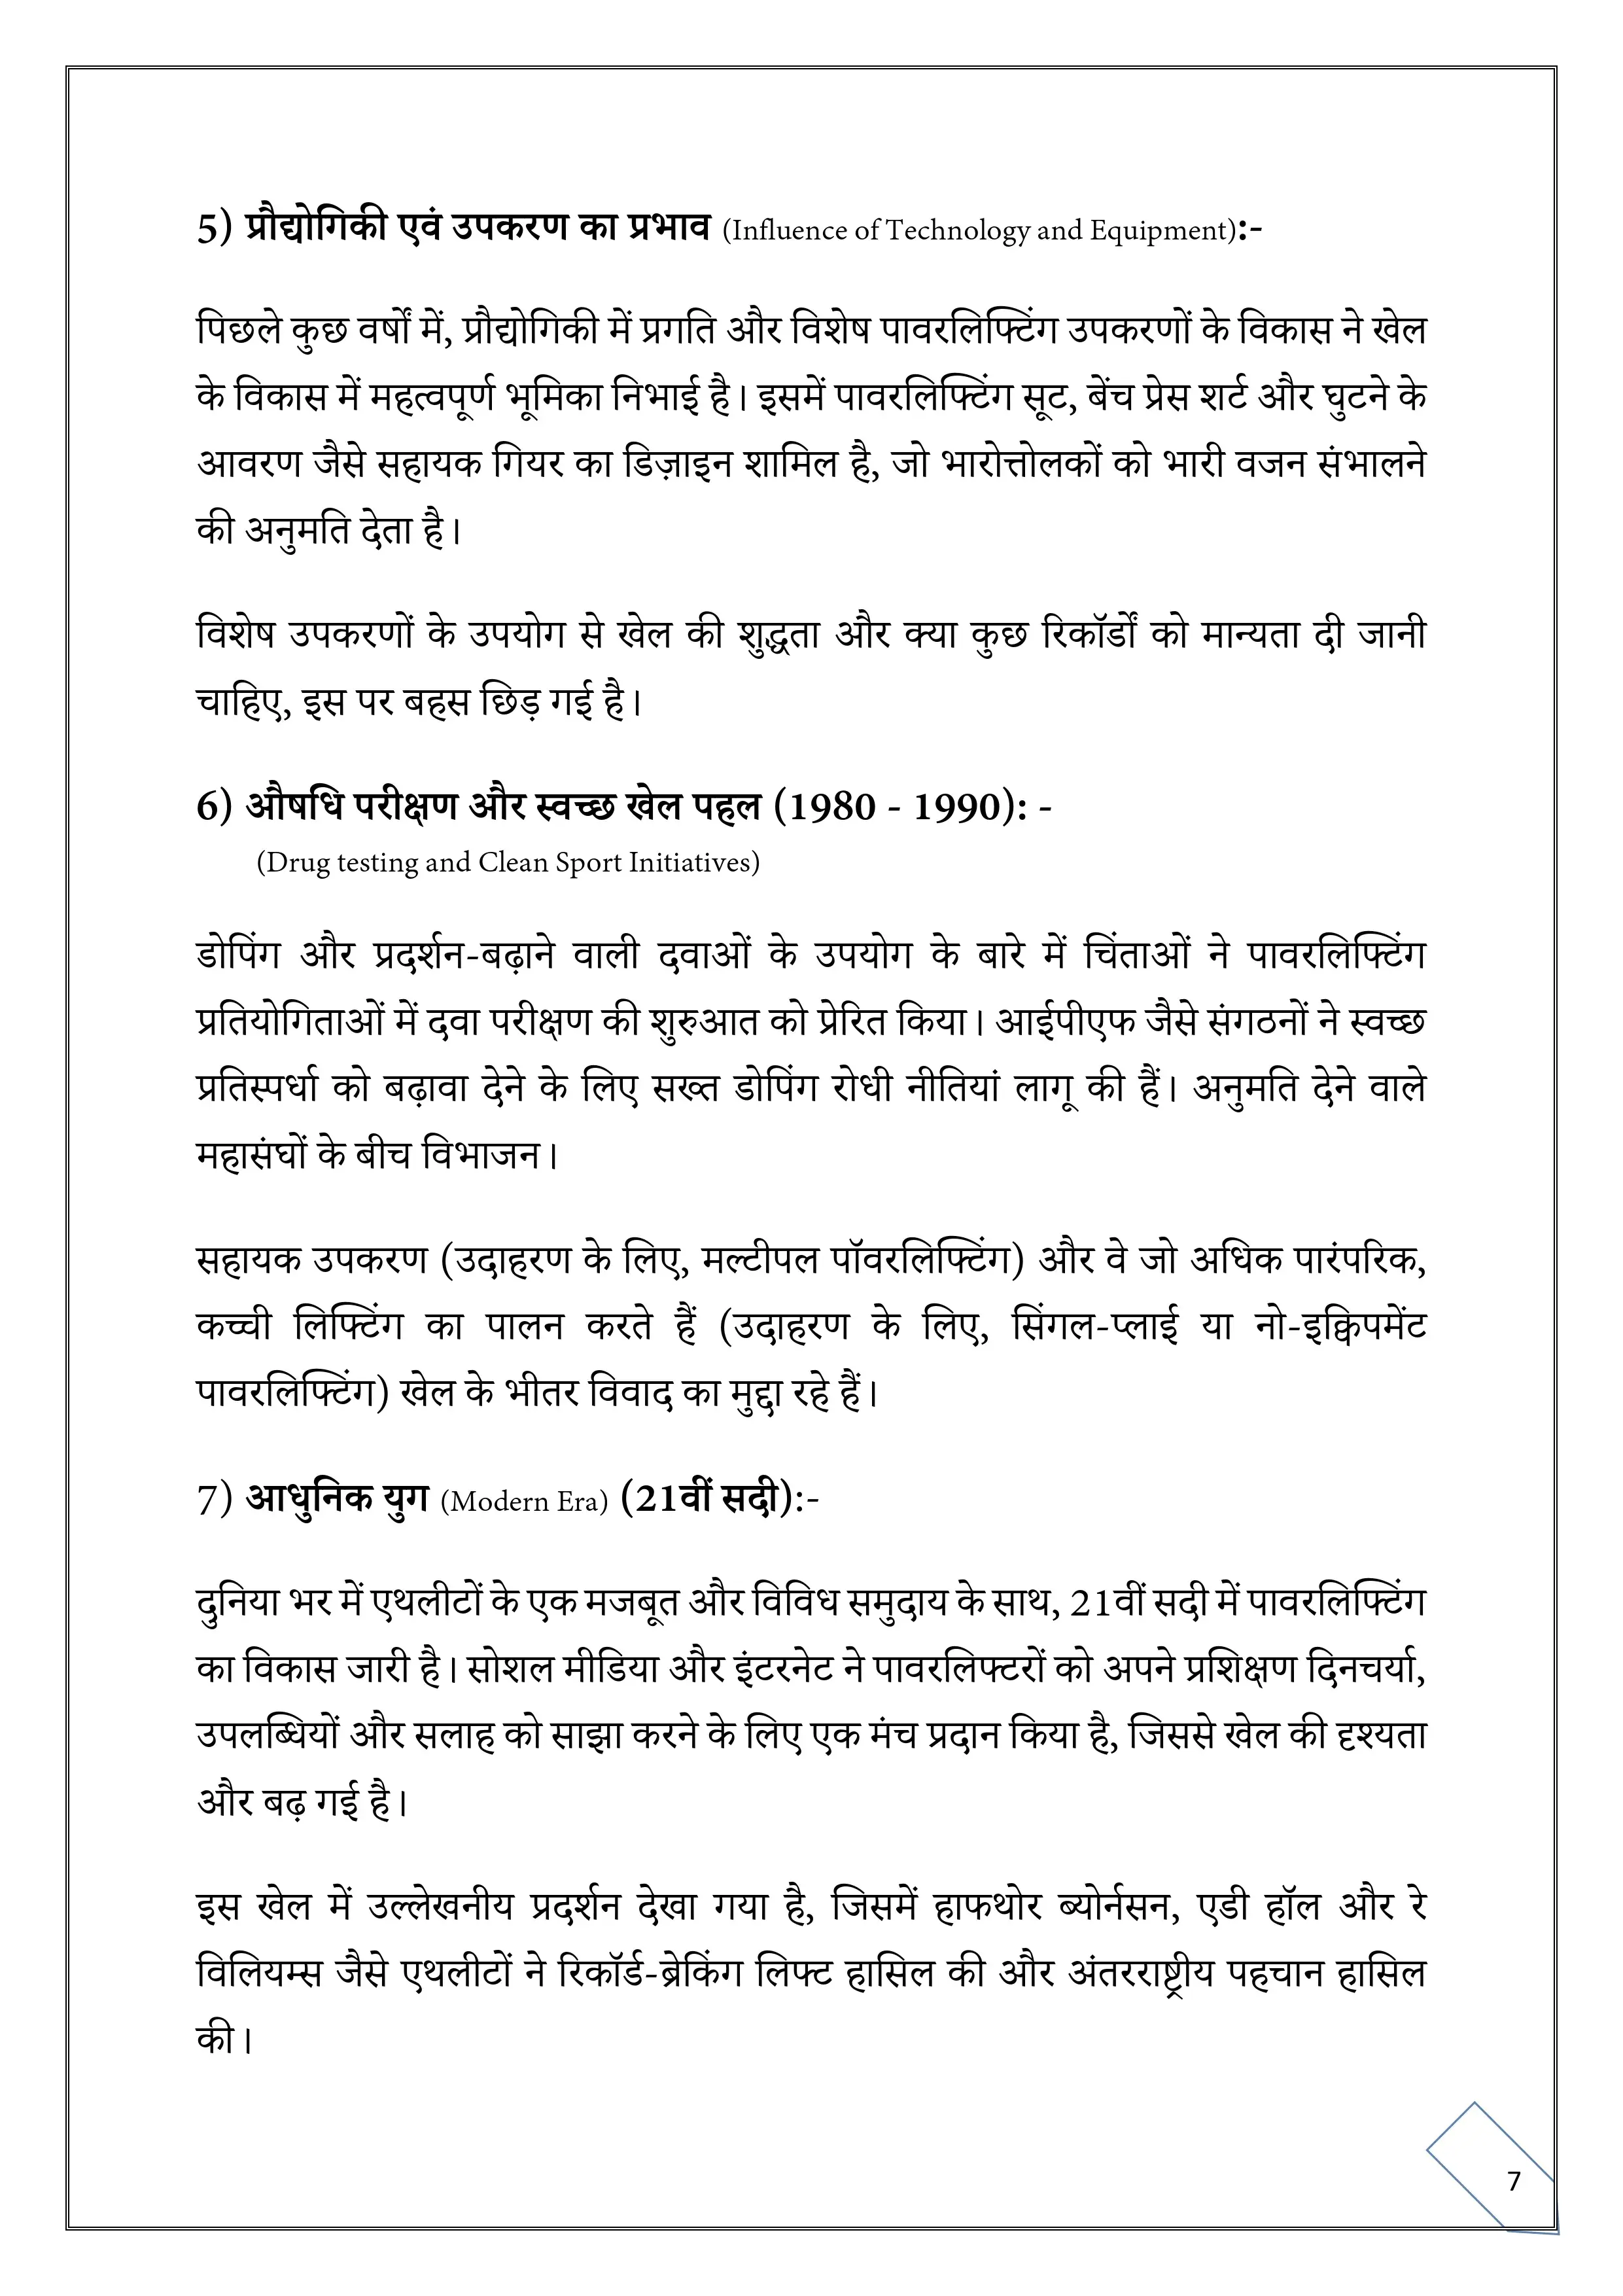 5) प्रौद्योगिकी एवं उपकरण का प्रभाव (Influence of Technology and Equipment):-
पिछले कुछ वर्षों में, प्रौद्योगिकी में प्रगति और विशेष पावरलिफ्टिंग उपकरणों के विकास ने खेल
के विकास में महत्वपूर्ण भूमिका निभाई है। इसमें पावरलिफ्टिंग सूट, बेंच प्रेस शर्ट और घुटने के
आवरण जैसे सहायक गियर का डिज़ाइन शामिल है, जो भारोत्तोलकों को भारी वजन संभालने
की अनुमति देता है।
विशेष उपकरणों के उपयोग से खेल की शुद्धता और क्या कुछ रिकॉर्डों को मान्यता दी जानी
चाहिए, इस पर बहस छिड़ गई है।
6) औषधि परीक्षण और स्वच्छ खेल पहल (1980 - 1990): -
(Drug testing and Clean Sport Initiatives)
डोपिंग और प्रदर्शन-बढ़ाने वाली दवाओं के उपयोग के बारे में चिंताओं ने पावरलिफ्टिंग
प्रतियोगिताओं में दवा परीक्षण की शुरुआत को प्रेरित किया। आईपीएफ जैसे संगठनों ने स्वच्छ
प्रतिस्पर्धा को बढ़ावा देने के लिए सख्त डोपिंग रोधी नीतियां लागू की हैं। अनुमति देने वाले
महासंघों के बीच विभाजन।
सहायक उपकरण (उदाहरण के लिए, मल्टीपल पॉवरलिफ्टिंग) और वे जो अधिक पारंपरिक,
कच्ची लिफ्टिंग का पालन करते हैं (उदाहरण के लिए, सिंगल-प्लाई या नो-इक्विपमेंट
पावरलिफ्टिंग) खेल के भीतर विवाद का मुद्दा रहे हैं।
7) आधुनिक युग (Modern Era) (21वीं सदी):-
दुनिया भर में एथलीटों के एक मजबूत और विविध समुदाय के साथ, 21वीं सदी में पावरलिफ्टिंग
का विकास जारी है। सोशल मीडिया और इंटरनेट ने पावरलिफ्टरों को अपने प्रशिक्षण दिनचर्या,
उपलब्धियों और सलाह को साझा करने के लिए एक मंच प्रदान किया है, जिससे खेल की दृश्यता
और बढ़ गई है।
इस खेल में उल्लेखनीय प्रदर्शन देखा गया है, जिसमें हाफथोर ब्योर्नसन, एडी हॉल और रे
विलियम्स जैसे एथलीटों ने रिकॉर्ड-ब्रेकिंग लिफ्ट हासिल की और अंतरराष्ट्रीय पहचान हासिल
की।
7